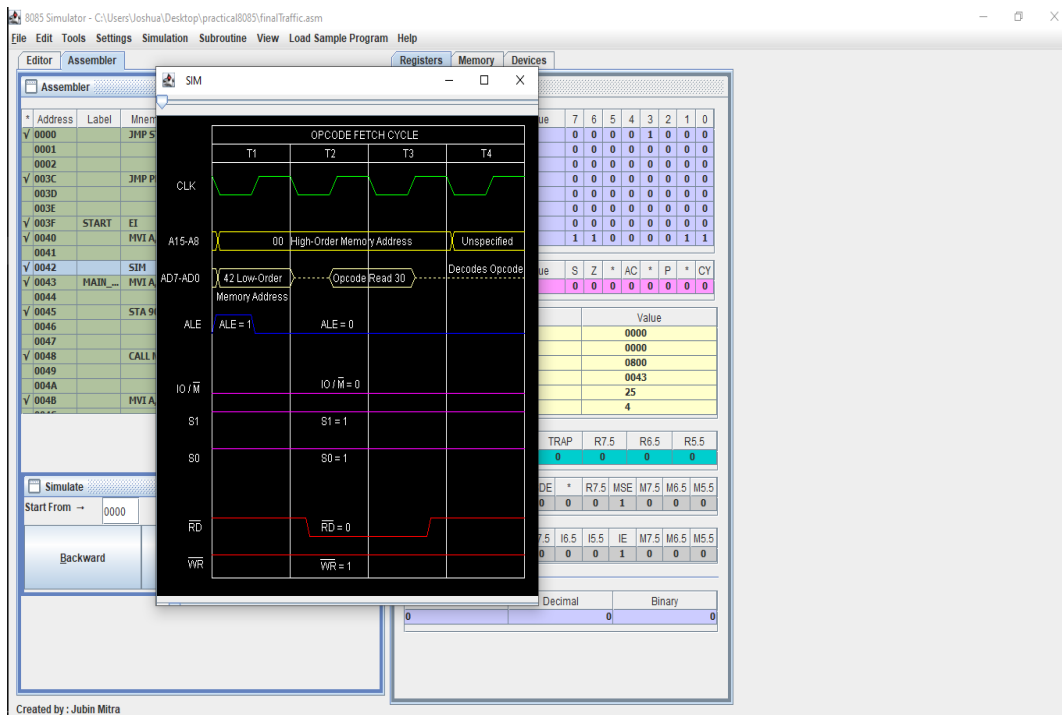 8085 Simulator - C:\Users\Joshua\Desktop\practical8085\finalTraffic.asm
File Edit Tools Settings Simulation Subroutine View Load Sample Program Help
Editor Assembler
Registers Memory Devices
Assembler
* Address Label
√ 0000 JMP
0001
0002
√ 003C JMP
003D
003E
√ 003F START EI
√ 0040 MVI A,
0041
√ 0042 SIM
√ 0043 MAIN_... MVI A,
0044
√ 0045 STA
0046
0047
√ 0048 CALL
0049
004A
√ 004B MVI A,
Simulate
Start From → 0000
Backward
SIM
OPCODE FETCH CYCLE
T1 T2 T3 T4
CLK
A15-A8 00 High-Order Memory Address Unspecified
AD7-AD0 42 Low-Order Opcode Read 30 Decodes Opcode
Memory Address
ALE ALE = 1 ALE = 0
IO / M̅ IO / M̅ = 0
S1 S1 = 1
S0 S0 = 1
R̅D̅ R̅D̅ = 0
W̅R̅ W̅R̅ = 1
7 6 5 4 3 2 1 0
0 0 0 0 1 0 0 0
0 0 0 0 0 0 0 0
0 0 0 0 0 0 0 0
0 0 0 0 0 0 0 0
0 0 0 0 0 0 0 0
0 0 0 0 0 0 0 0
0 0 0 0 0 0 0 0
1 1 0 0 0 0 1 1
S Z * AC * P * CY
0 0 0 0 0 0 0 0
Value
0000
0000
0800
0043
25
4
TRAP R7.5 R6.5 R5.5
0 0 0 0
* R7.5 MSE M7.5 M6.5 M5.5
0 0 0 1 0 0 0
I6.5 I5.5 IE M7.5 M6.5 M5.5
0 0 1 0 0 0
Decimal Binary
0 0 0
Created by : Jubin Mitra